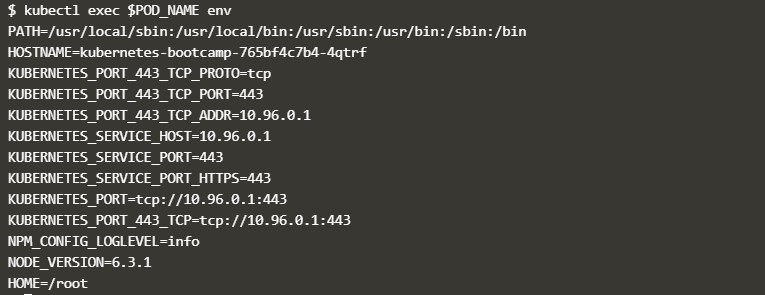 $ kubectl exec $POD_NAME env
PATH=/usr/local/sbin:/usr/local/bin:/usr/sbin:/usr/bin:/sbin:/bin
HOSTNAME=kubernetes-bootcamp-765bf4c7b4-4qtrf
KUBERNETES_PORT_443_TCP_PROTO=tcp
KUBERNETES_PORT_443_TCP_PORT=443
KUBERNETES_PORT_443_TCP_ADDR=10.96.0.1
KUBERNETES_SERVICE_HOST=10.96.0.1
KUBERNETES_SERVICE_PORT=443
KUBERNETES_SERVICE_PORT_HTTPS=443
KUBERNETES_PORT=tcp://10.96.0.1:443
KUBERNETES_PORT_443_TCP=tcp://10.96.0.1:443
NPM_CONFIG_LOGLEVEL=info
NODE_VERSION=6.3.1
HOME=/root